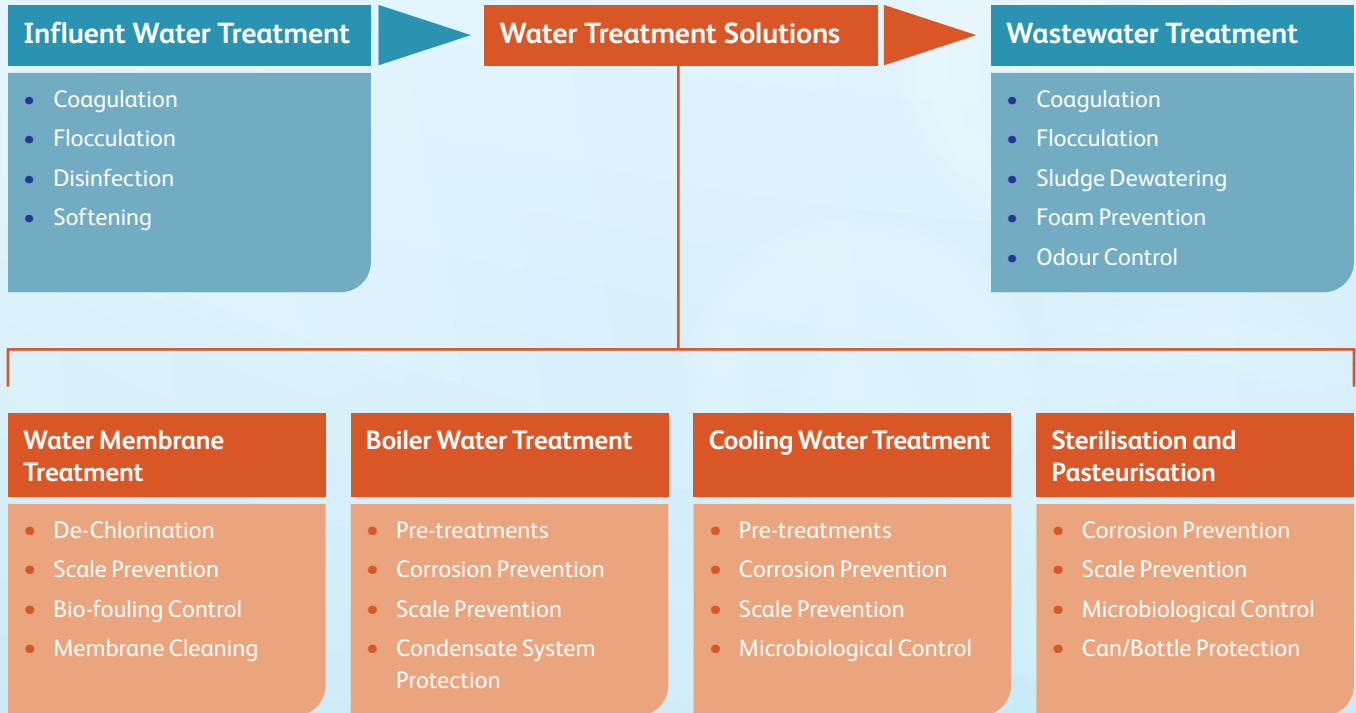 Influent Water Treatment
Water Treatment Solutions
Wastewater Treatment
• Coagulation
• Flocculation
• Disinfection
• Softening
• Coagulation
• Flocculation
• Sludge Dewatering
• Foam Prevention
• Odour Control
Water Membrane
Treatment
• De-Chlorination
• Scale Prevention
• Bio-fouling Control
• Membrane Cleaning
Boiler Water Treatment
• Pre-treatments
• Corrosion Prevention
• Scale Prevention
• Condensate System
Protection
Cooling Water Treatment
• Pre-treatments
• Corrosion Prevention
• Scale Prevention
• Microbiological Control
Sterilisation and
Pasteurisation
• Corrosion Prevention
• Scale Prevention
• Microbiological Control
• Can/Bottle Protection